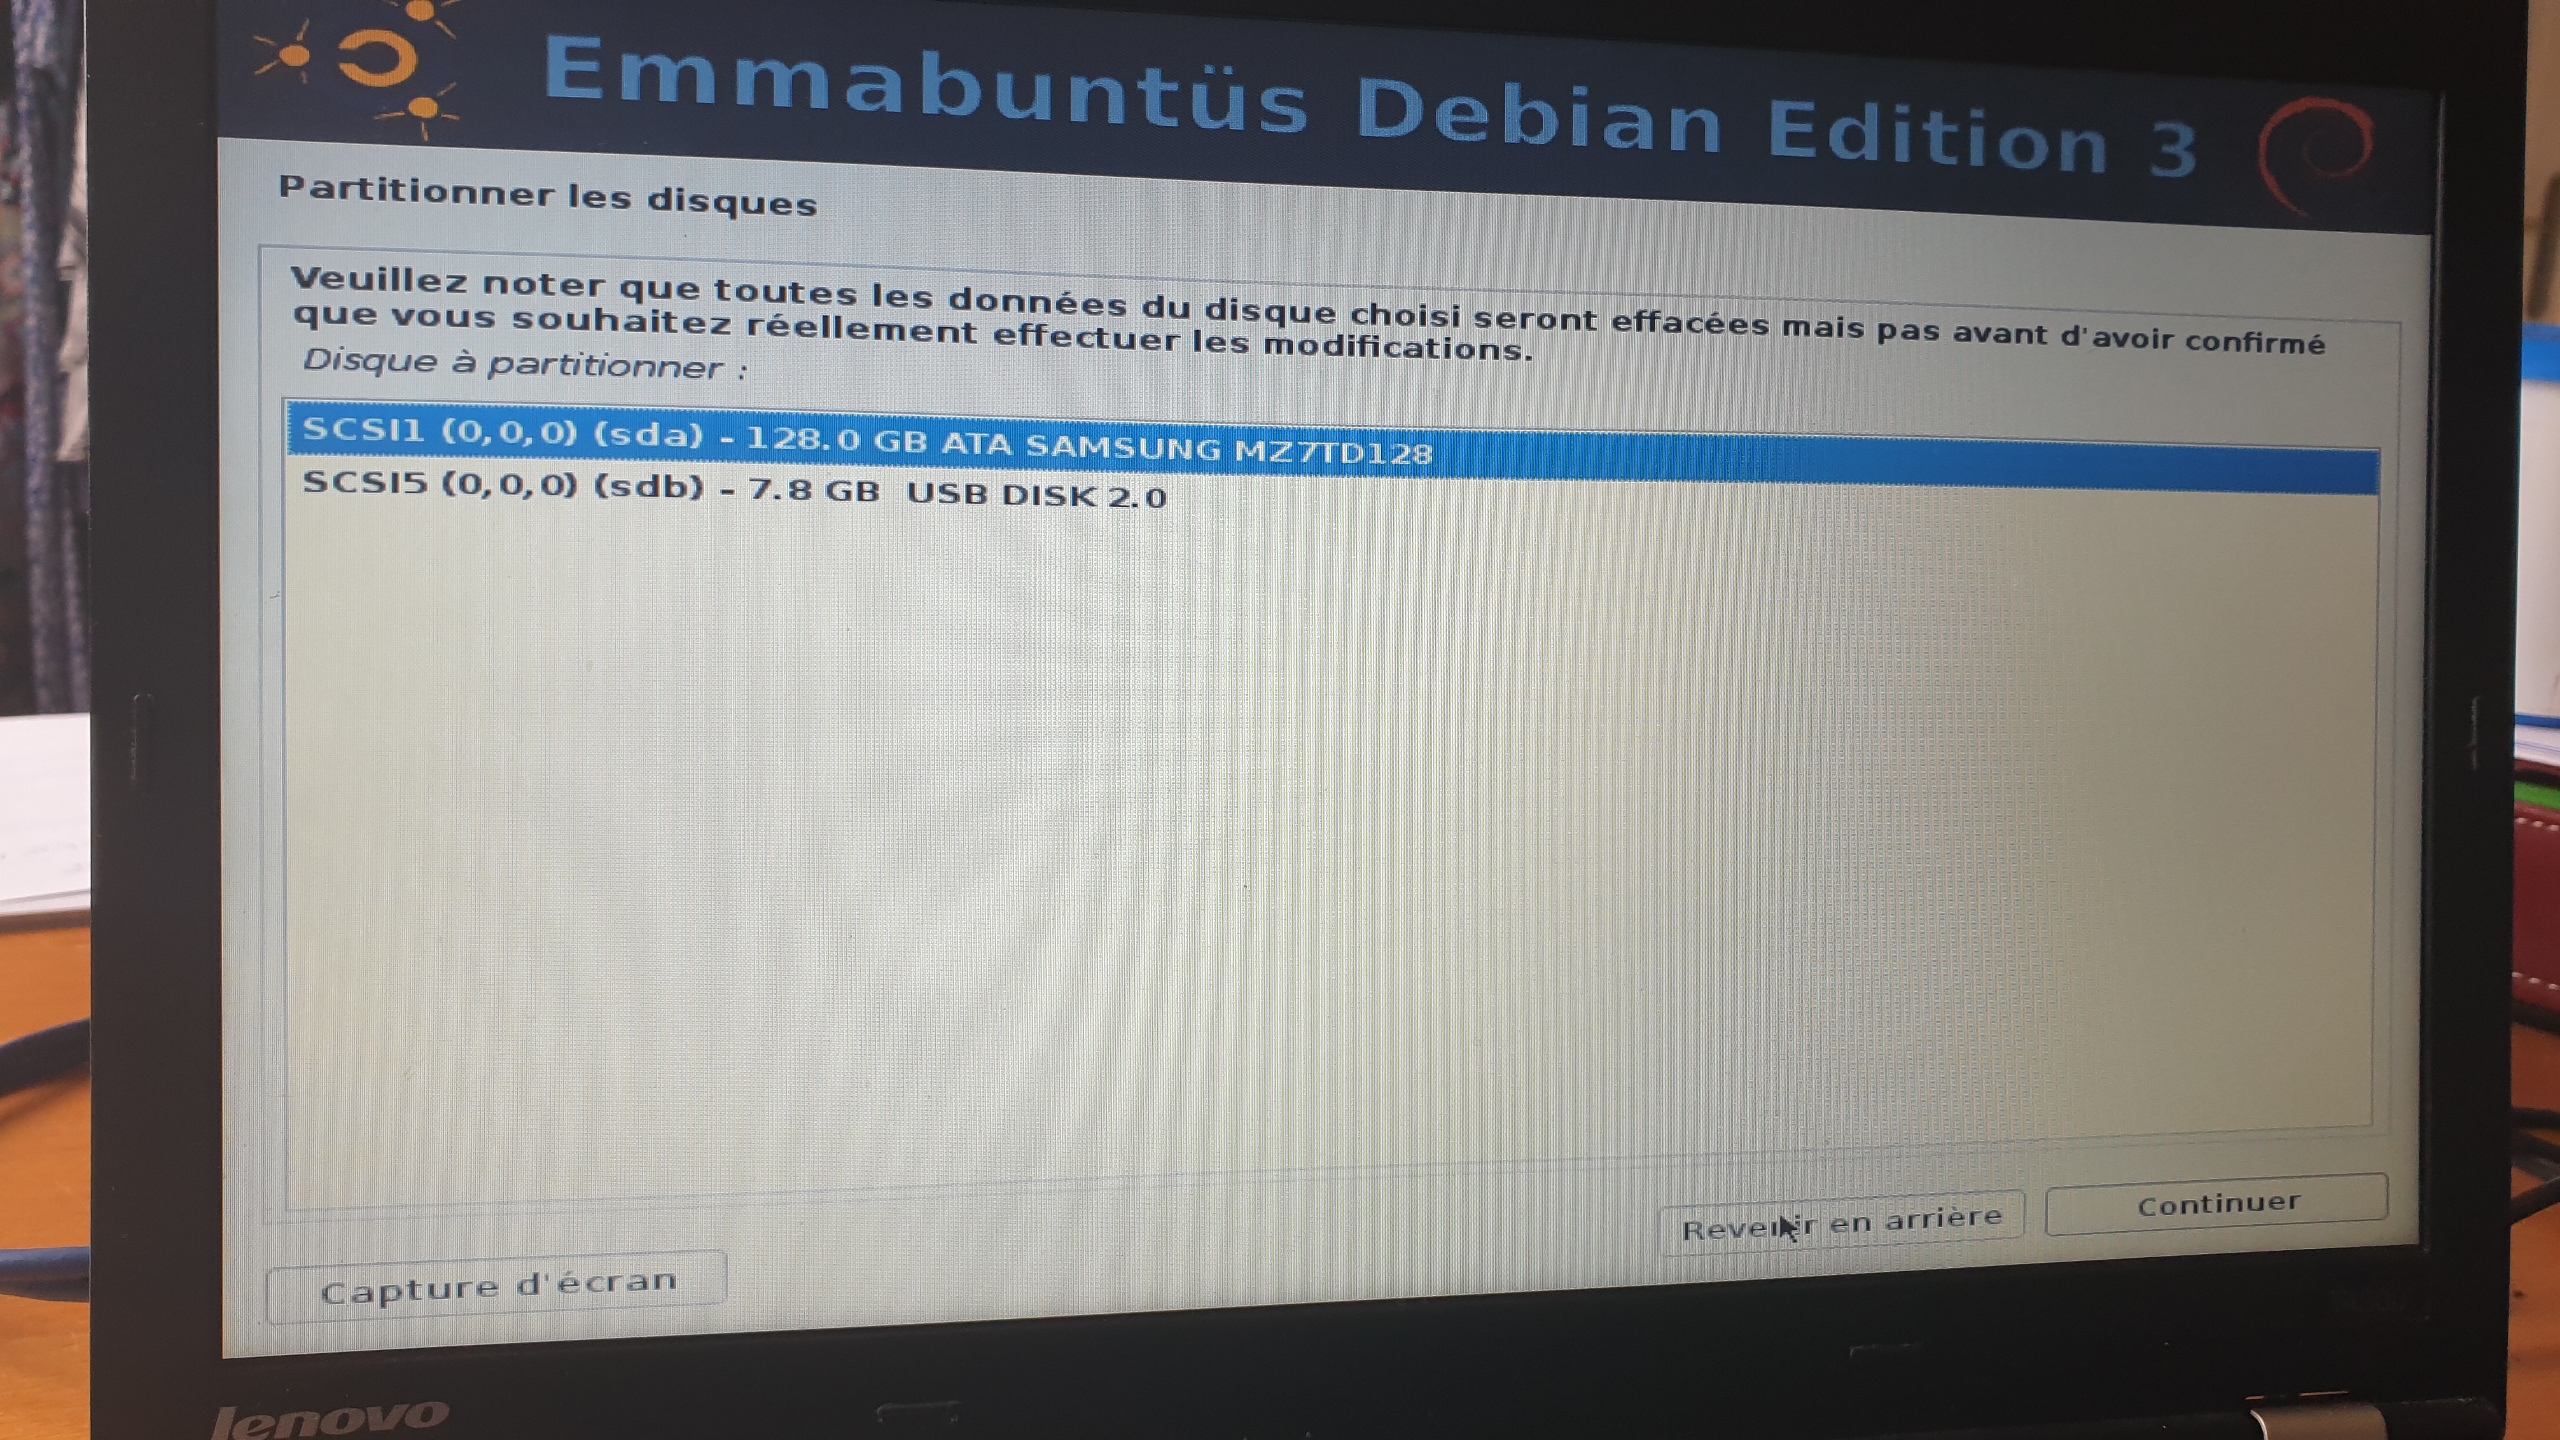 Emmabuntüs Debian Edition 3
Partitionner les disques
Veuillez noter que toutes les données du disque choisi seront effacées mais pas avant d'avoir confirmé
que vous souhaitez réellement effectuer les modifications.
Disque à partitionner :
SCSI1 (0,0,0) (sda) - 128.0 GB ATA SAMSUNG MZ7TD128
SCSI5 (0,0,0) (sdb) - 7.8 GB USB DISK 2.0
Revenir en arrière
Continuer
Capture d'écran
lenovo